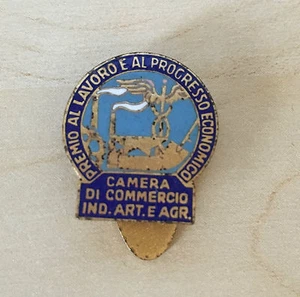 PREMIO AL LAVORO E AL PROGRESSO ECONOMICO
CAMERA
DI COMMERCIO
IND. ART. E AGR.